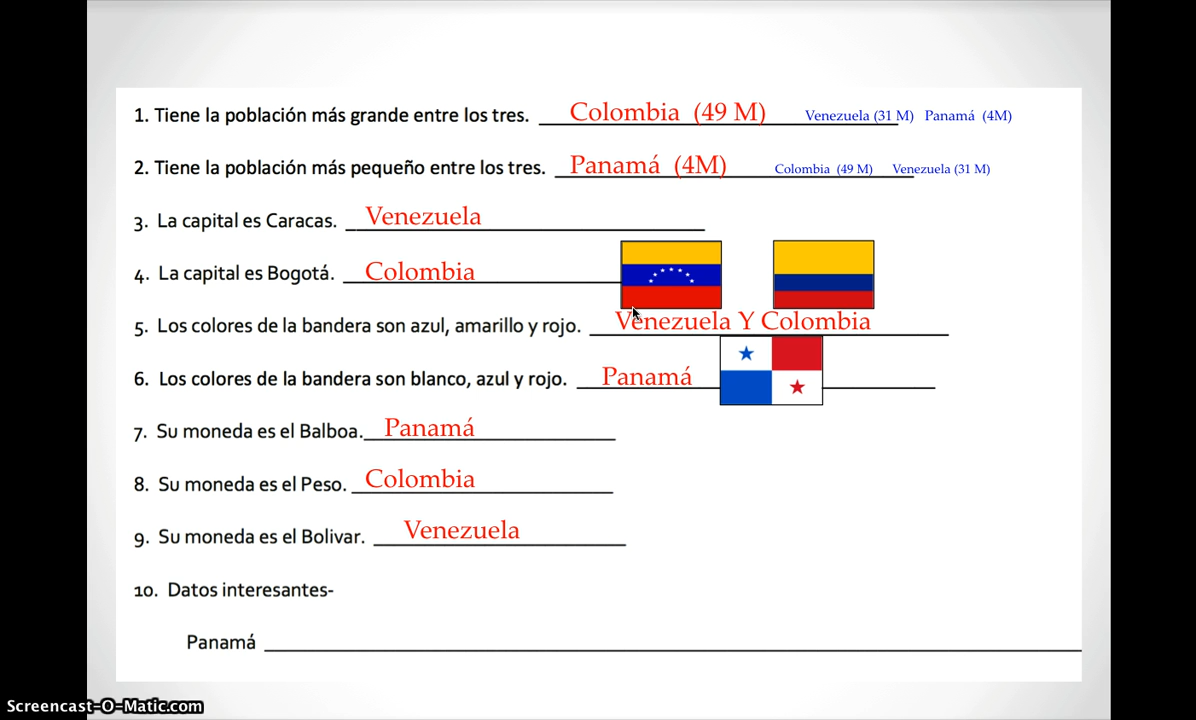 1. Tiene la población más grande entre los tres. Colombia (49 M) Venezuela (31 M) Panamá (4M)
2. Tiene la población más pequeño entre los tres. Panamá (4M) Colombia (49 M) Venezuela (31 M)
3. La capital es Caracas. Venezuela
4. La capital es Bogotá. Colombia
5. Los colores de la bandera son azul, amarillo y rojo. Venezuela Y Colombia
6. Los colores de la bandera son blanco, azul y rojo. Panamá
7. Su moneda es el Balboa. Panamá
8. Su moneda es el Peso. Colombia
9. Su moneda es el Bolivar. Venezuela
10. Datos interesantes-
Panamá
Screencast-O-Matic.com